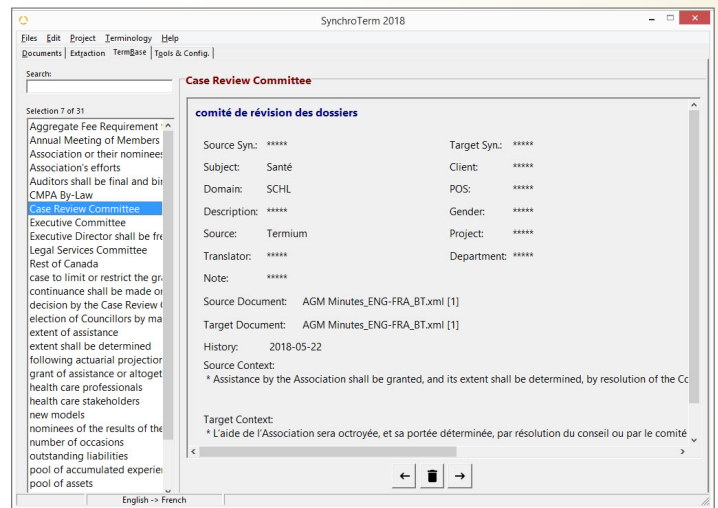 SynchroTerm 2018
Files Edit Project Terminology Help
Documents Extraction TermBase Tools & Config.
Search:
Selection 7 of 31
Aggregate Fee Requirement
Annual Meeting of Members
Association or their nominees
Association's efforts
Auditors shall be final and bin
CMPA By-Law
Case Review Committee
Executive Committee
Executive Director shall be fre
Legal Services Committee
Rest of Canada
case to limit or restrict the gra
continuance shall be made or
decision by the Case Review
election of Councillors by ma
extent of assistance
extent shall be determined
following actuarial projection
grant of assistance or altoget
health care professionals
health care stakeholders
new models
nominees of the results of the
number of occasions
outstanding liabilities
pool of accumulated experien
pool of assets
Case Review Committee
comité de révision des dossiers
Source Syn.: ***** Target Syn.: *****
Subject: Santé Client: *****
Domain: SCHL POS: *****
Description: ***** Gender: *****
Source: Termium Project: *****
Translator: ***** Department: *****
Note: *****
Source Document: AGM Minutes_ENG-FRA_BT.xml [1]
Target Document: AGM Minutes_ENG-FRA_BT.xml [1]
History: 2018-05-22
Source Context:
* Assistance by the Association shall be granted, and its extent shall be determined, by resolution of the Co
Target Context:
* L'aide de l'Association sera octroyée, et sa portée déterminée, par résolution du conseil ou par le comité
English -> French